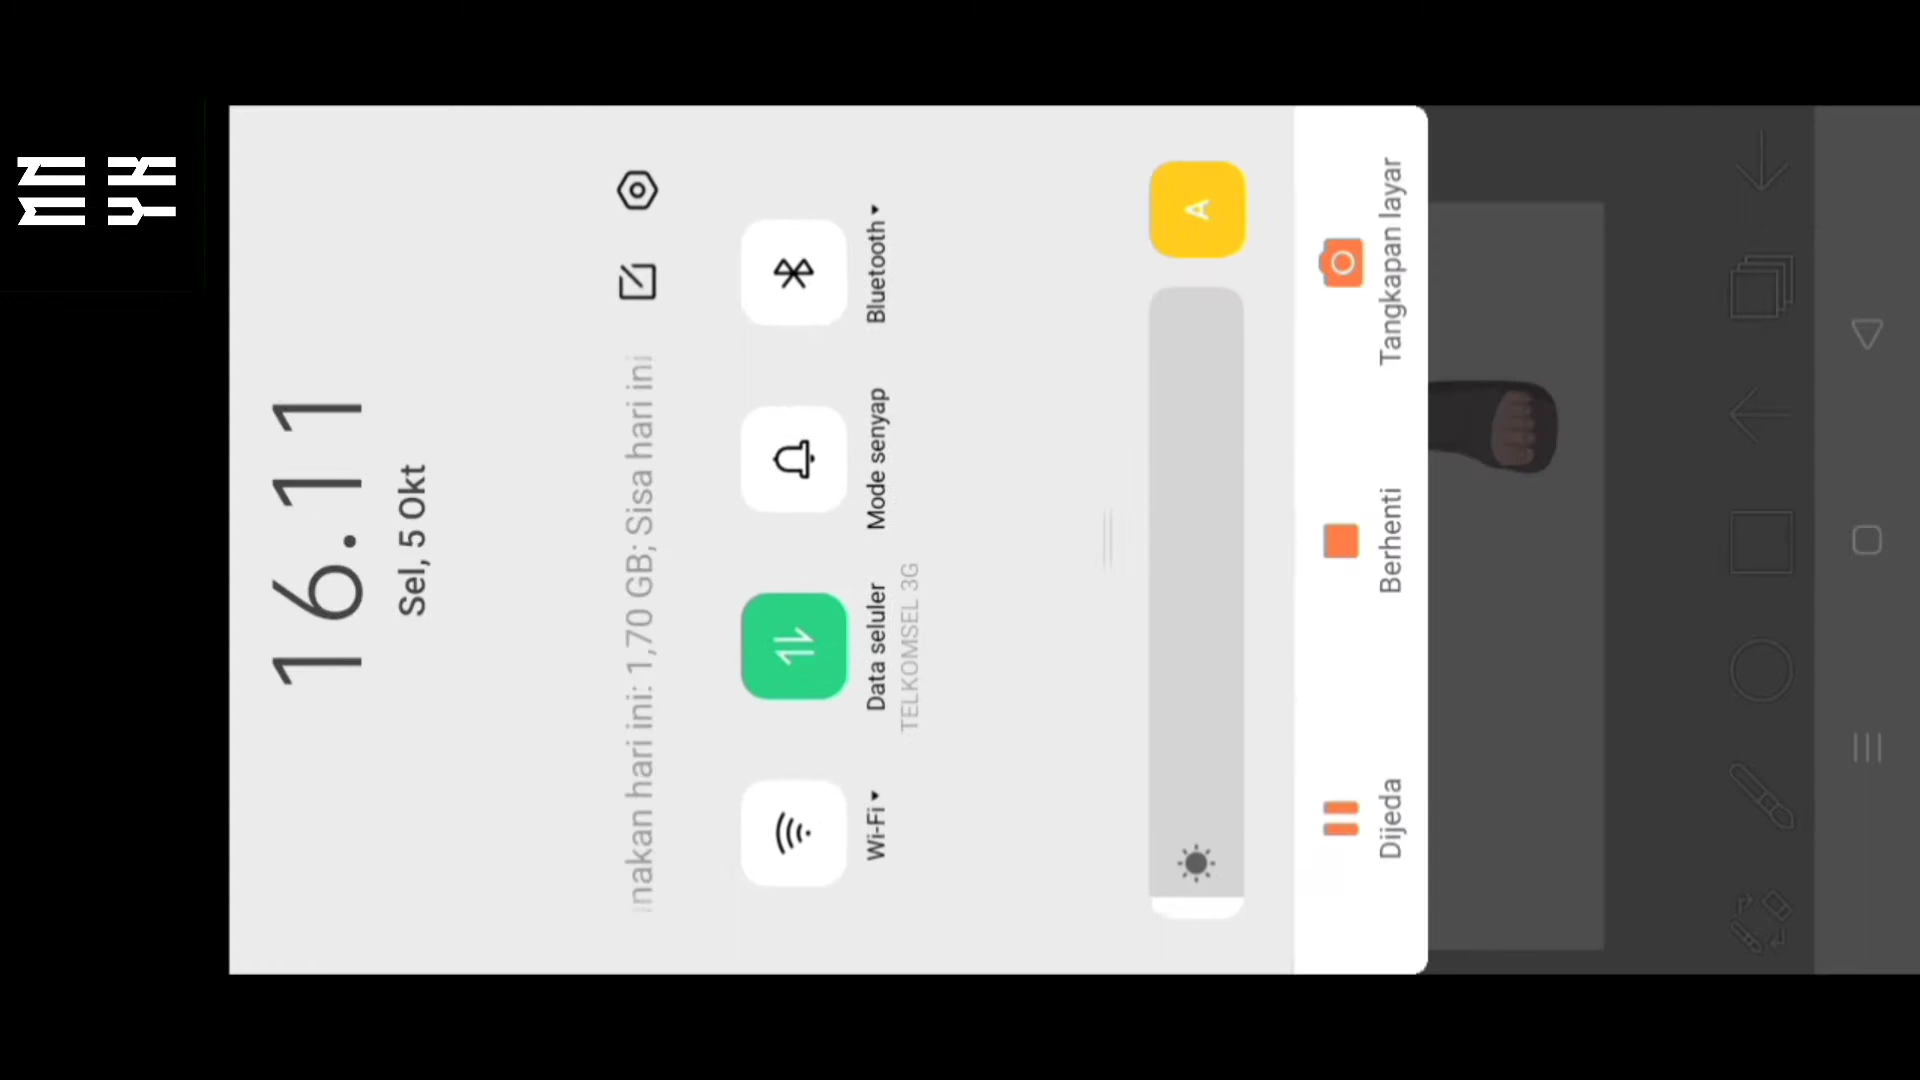 16.11
Sel, 5 Okt
nakan hari ini: 1,70 GB; Sisa hari ini
Wi-Fi
Data seluler
Mode senyap
Bluetooth
TELKOMSEL 3G
A
Dijeda
Berhenti
Tangkapan layar